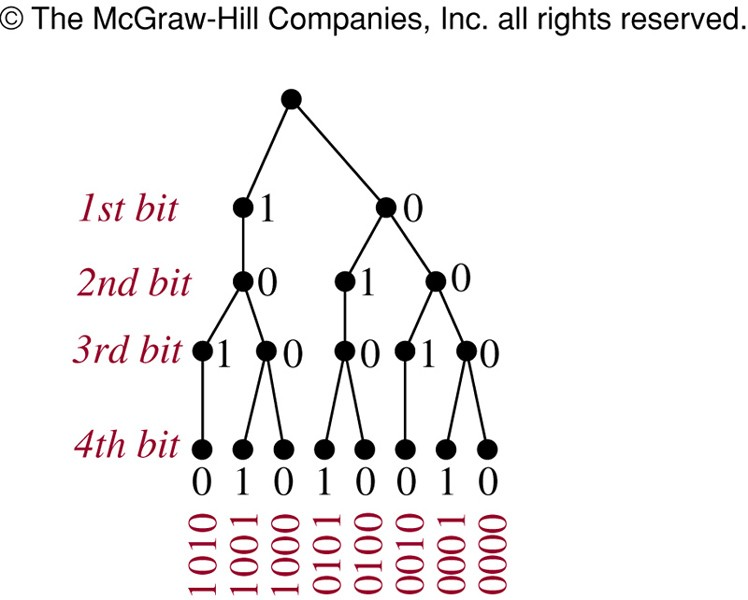 © The McGraw-Hill Companies, Inc. all rights reserved.
1st bit 1 0
2nd bit 0 1 0
3rd bit 1 0 0 1 0
4th bit
0 1 0 1 0 0 1 0
1010 1001 1000 0101 0100 0010 0001 0000